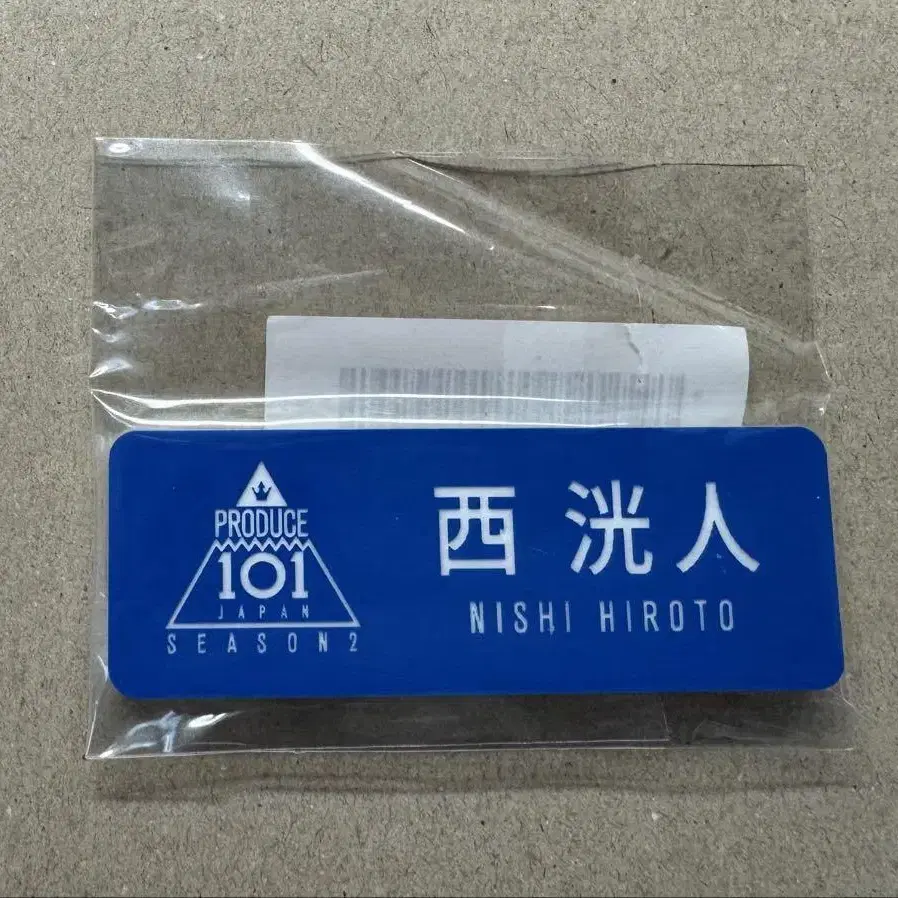 PRODUCE
101
JAPAN
SEASON2
西 洸人
NISHI HIROTO